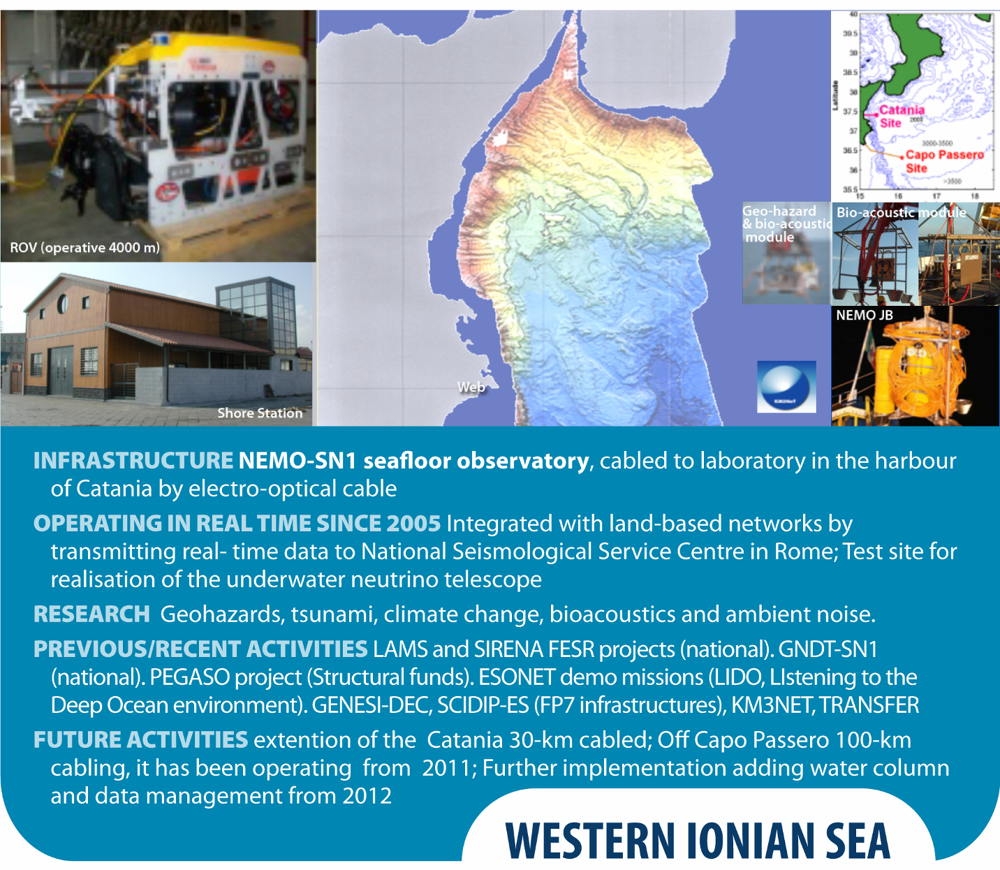 ROV (operative 4000 m)
Shore Station
Web
40
39.5
39
38.5
38
37.5
37
36.5
36
35.5
Latitude
15
16
17
18
Catania
Site
2000
3000-3500
Capo Passero
Site
>3500
Geo-hazard
& bio-acoustic
module
Bio-acoustic module
NEMO JB
KM3NeT
INFRASTRUCTURE NEMO-SN1 seafloor observatory, cabled to laboratory in the harbour
of Catania by electro-optical cable
OPERATING IN REAL TIME SINCE 2005 Integrated with land-based networks by
transmitting real- time data to National Seismological Service Centre in Rome; Test site for
realisation of the underwater neutrino telescope
RESEARCH Geohazards, tsunami, climate change, bioacoustics and ambient noise.
PREVIOUS/RECENT ACTIVITIES LAMS and SIRENA FESR projects (national). GNDT-SN1
(national). PEGASO project (Structural funds). ESONET demo missions (LIDO, LIstening to the
Deep Ocean environment). GENESI-DEC, SCIDIP-ES (FP7 infrastructures), KM3NET, TRANSFER
FUTURE ACTIVITIES extention of the Catania 30-km cabled; Off Capo Passero 100-km
cabling, it has been operating from 2011; Further implementation adding water column
and data management from 2012
WESTERN IONIAN SEA